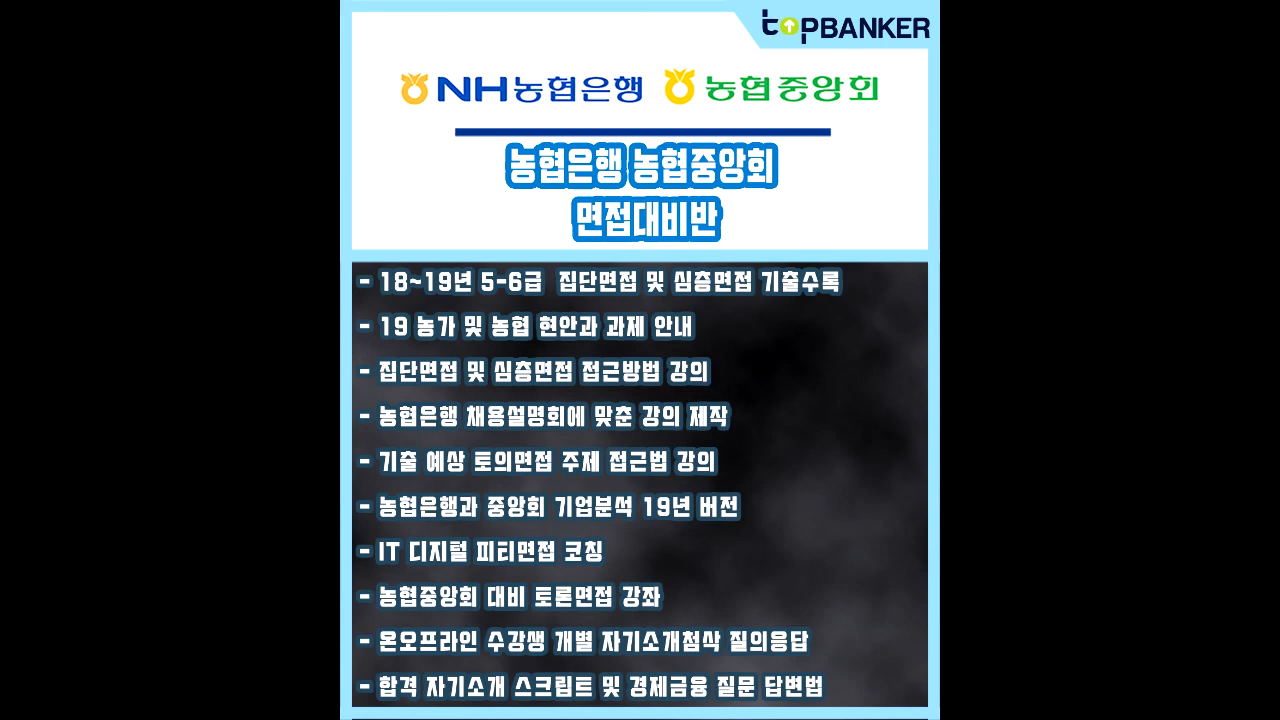 topBANKER
NH농협은행 농협중앙회
농협은행 농협중앙회
면접대비반
- 18~19년 5-6급 집단면접 및 심층면접 기출수록
- 19 농가 및 농협 현안과 과제 안내
- 집단면접 및 심층면접 접근방법 강의
- 농협은행 채용설명회에 맞춘 강의 제작
- 기출 예상 토의면접 주제 접근법 강의
- 농협은행과 중앙회 기업분석 19년 버전
- IT 디지털 피티면접 코칭
- 농협중앙회 대비 토론면접 강좌
- 온오프라인 수강생 개별 자기소개첨삭 질의응답
- 합격 자기소개 스크립트 및 경제금융 질문 답변법